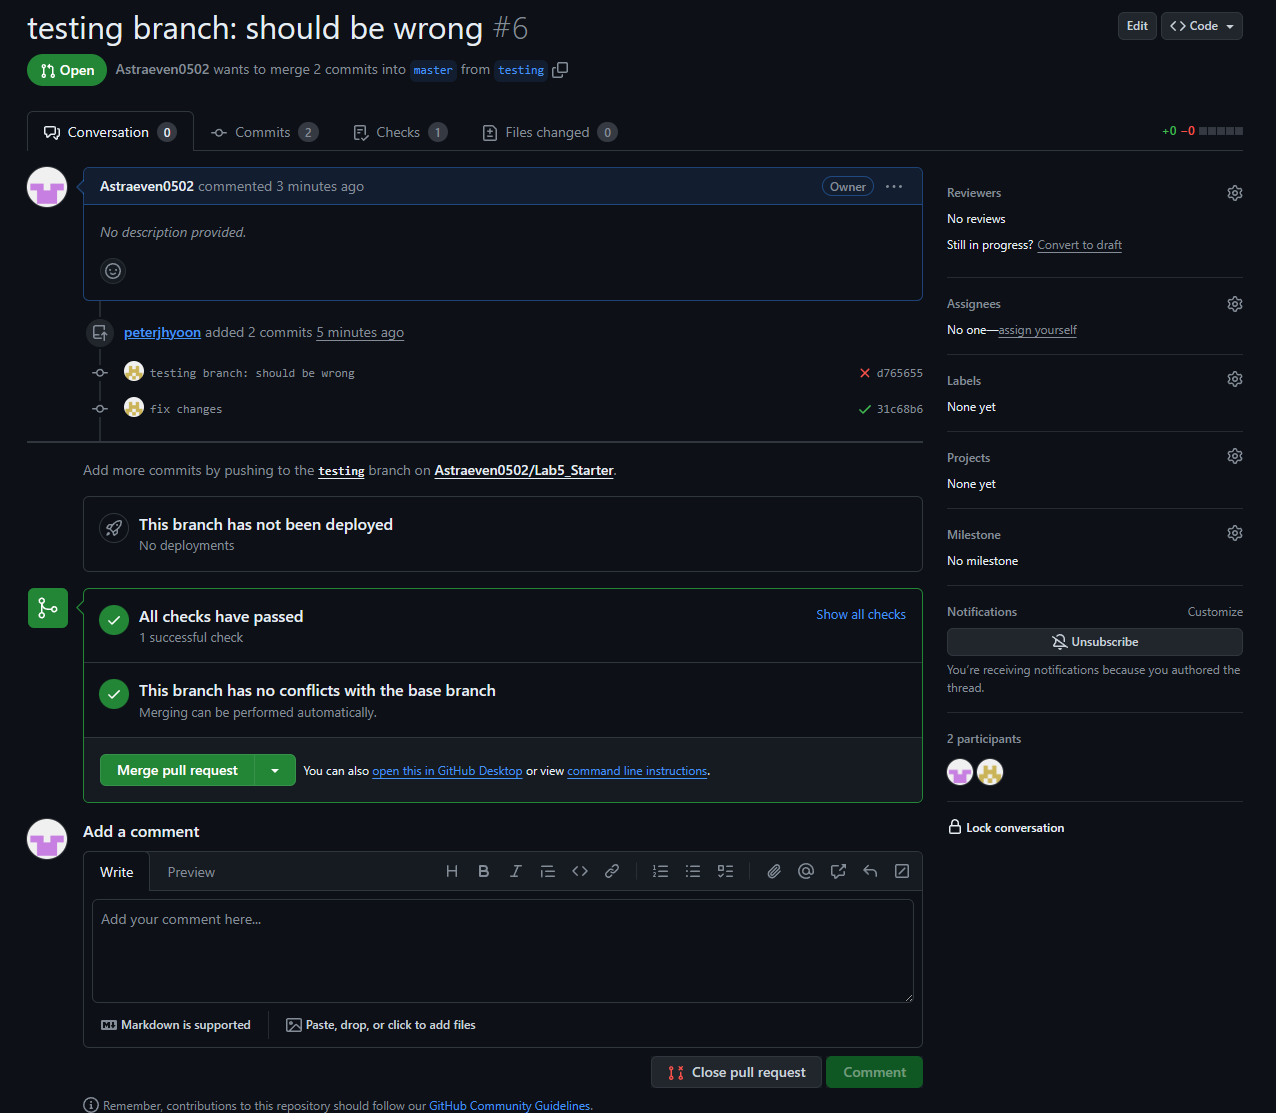 testing branch: should be wrong #6
Edit
<> Code
Open
Astraeven0502 wants to merge 2 commits into master from testing
Conversation 0
Commits 2
Checks 1
Files changed 0
+0 −0
Astraeven0502 commented 3 minutes ago
Owner
No description provided.
peterjhyoon added 2 commits 5 minutes ago
testing branch: should be wrong
d765655
fix changes
31c68b6
Add more commits by pushing to the testing branch on Astraeven0502/Lab5_Starter.
This branch has not been deployed
No deployments
All checks have passed
1 successful check
Show all checks
This branch has no conflicts with the base branch
Merging can be performed automatically.
Merge pull request
You can also open this in GitHub Desktop or view command line instructions.
Add a comment
Write
Preview
H B I
Add your comment here...
Markdown is supported
Paste, drop, or click to add files
Close pull request
Comment
Remember, contributions to this repository should follow our GitHub Community Guidelines.
Reviewers
No reviews
Still in progress? Convert to draft
Assignees
No one—assign yourself
Labels
None yet
Projects
None yet
Milestone
No milestone
Notifications
Customize
Unsubscribe
You're receiving notifications because you authored the
thread.
2 participants
Lock conversation